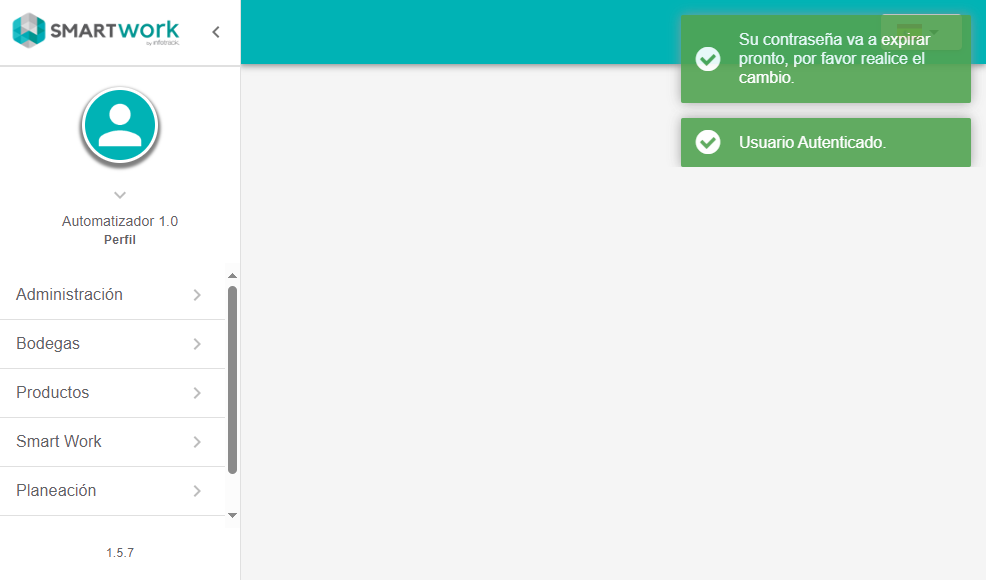 SMARTwork
by infotrack.
Su contraseña va a expirar
pronto, por favor realice el
cambio.
Usuario Autenticado.
Automatizador 1.0
Perfil
Administración
Bodegas
Productos
Smart Work
Planeación
1.5.7